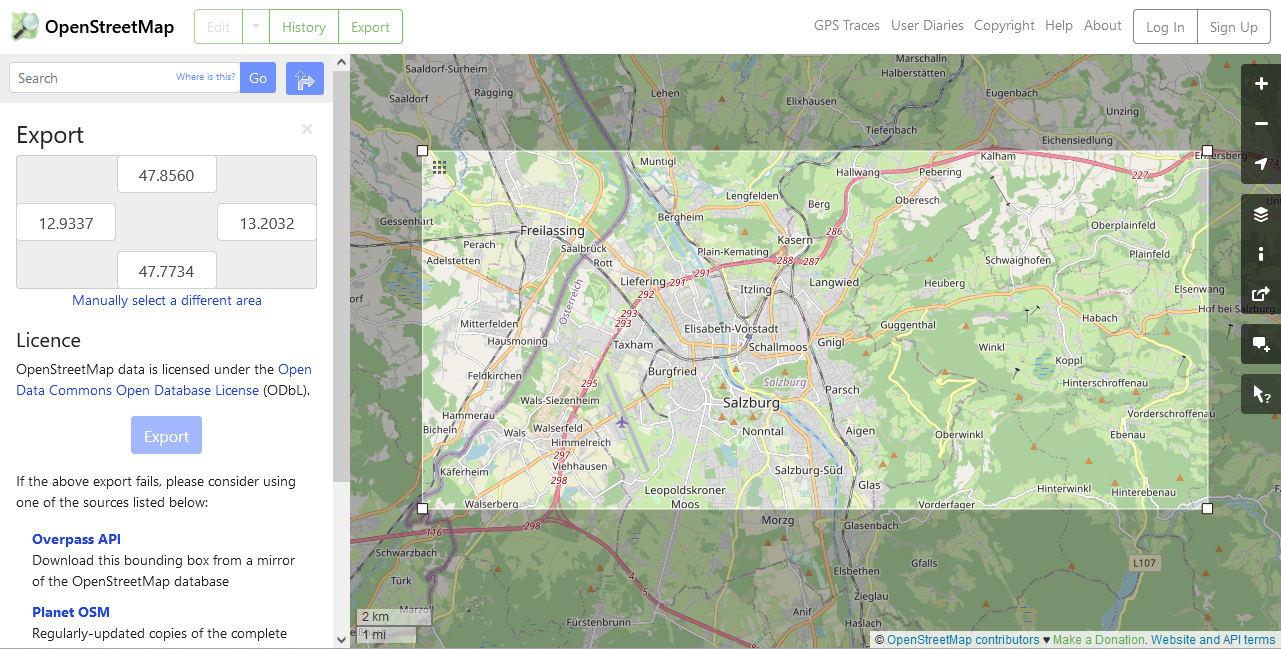 OpenStreetMap
Edit
History
Export
GPS Traces
User Diaries
Copyright
Help
About
Log In
Sign Up
Search
Where is this?
Go
Export
47.8560
12.9337
13.2032
47.7734
Manually select a different area
Licence
OpenStreetMap data is licensed under the Open
Data Commons Open Database License (ODbL).
Export
If the above export fails, please consider using
one of the sources listed below:
Overpass API
Download this bounding box from a mirror
of the OpenStreetMap database
Planet OSM
Regularly-updated copies of the complete
Saaldorf-Surheim
Marschalln
Halberstätten
Ragging
Lehen
Saaldorf
Elixhausen
Eugenbach
Unzing
Tiefenbach
Eichensiedlung
Muntigl
Hallwang
Kalham
Pebering
227
Lengfelden
Oberesch
Gessenhart
Bergheim
Berg
Freilassing
Perach
286
Oberplainfeld
Kasern
Saalbrück
Adelstetten
Plain-Kemating
Plainfeld
Rott
288
287
Schwaighofen
291
Liefering
291
Langwied
Heuberg
Itzling
Elsenwang
292
Österreich
Hof bei Salzburg
293
293
Habach
Mitterfelden
Elisabeth-Vorstadt
Guggenthal
Hausmoning
Taxham
Schallmoos
Gnigl
Winkl
Koppl
Feldkirchen
Burgfried
295
Salzburg
Hinterschroffenau
Parsch
Wals-Siezenheim
Salzburg
Hammerau
Vorderschroffenau
Bicheln
Wals
Walserfeld
Nonntal
Aigen
Oberwinkl
Ebenau
Himmelreich
297
Käferheim
Viehhausen
Salzburg-Süd
298
Glas
Leopoldskroner
Moos
Hinterwinkl
Hinterebenau
Walserberg
Vorderfager
116
298
Morzg
Glasenbach
Schwarzbach
Gfalls
L107
Elsbethen
Türk
4
5
Zieglau
Marzoll
Anif
Fürstenbrunn
Haslach
2 km
1 mi
© OpenStreetMap contributors ♥ Make a Donation. Website and API terms